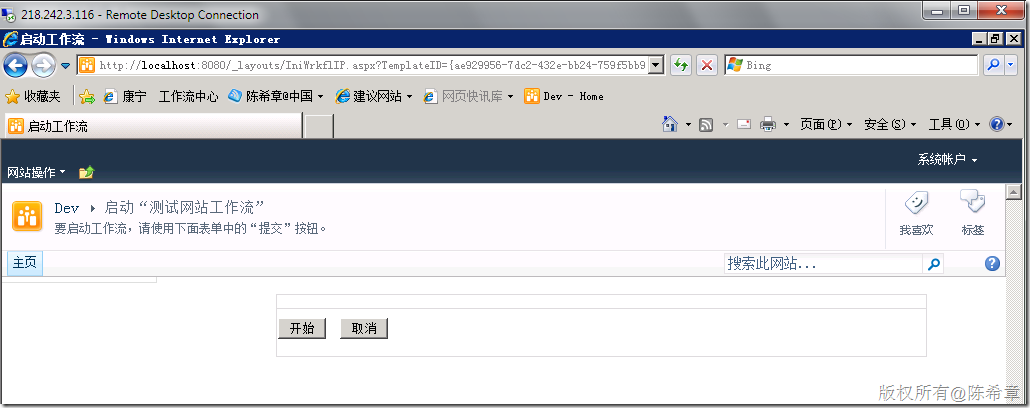 218.242.3.116 - Remote Desktop Connection
启动工作流 - Windows Internet Explorer
http://localhost:8080/_layouts/IniWrkflIP.aspx?TemplateID={ae929956-7dc2-432e-bb24-759f5bb9
Bing
收藏夹 康宁 工作流中心 陈希章@中国 建议网站 网页快讯库 Dev - Home
启动工作流
页面(P) 安全(S) 工具(O)
系统帐户
网站操作
Dev 启动“测试网站工作流”
要启动工作流，请使用下面表单中的“提交”按钮。
我喜欢 标签
主页
搜索此网站...
开始 取消
版权所有@陈希章